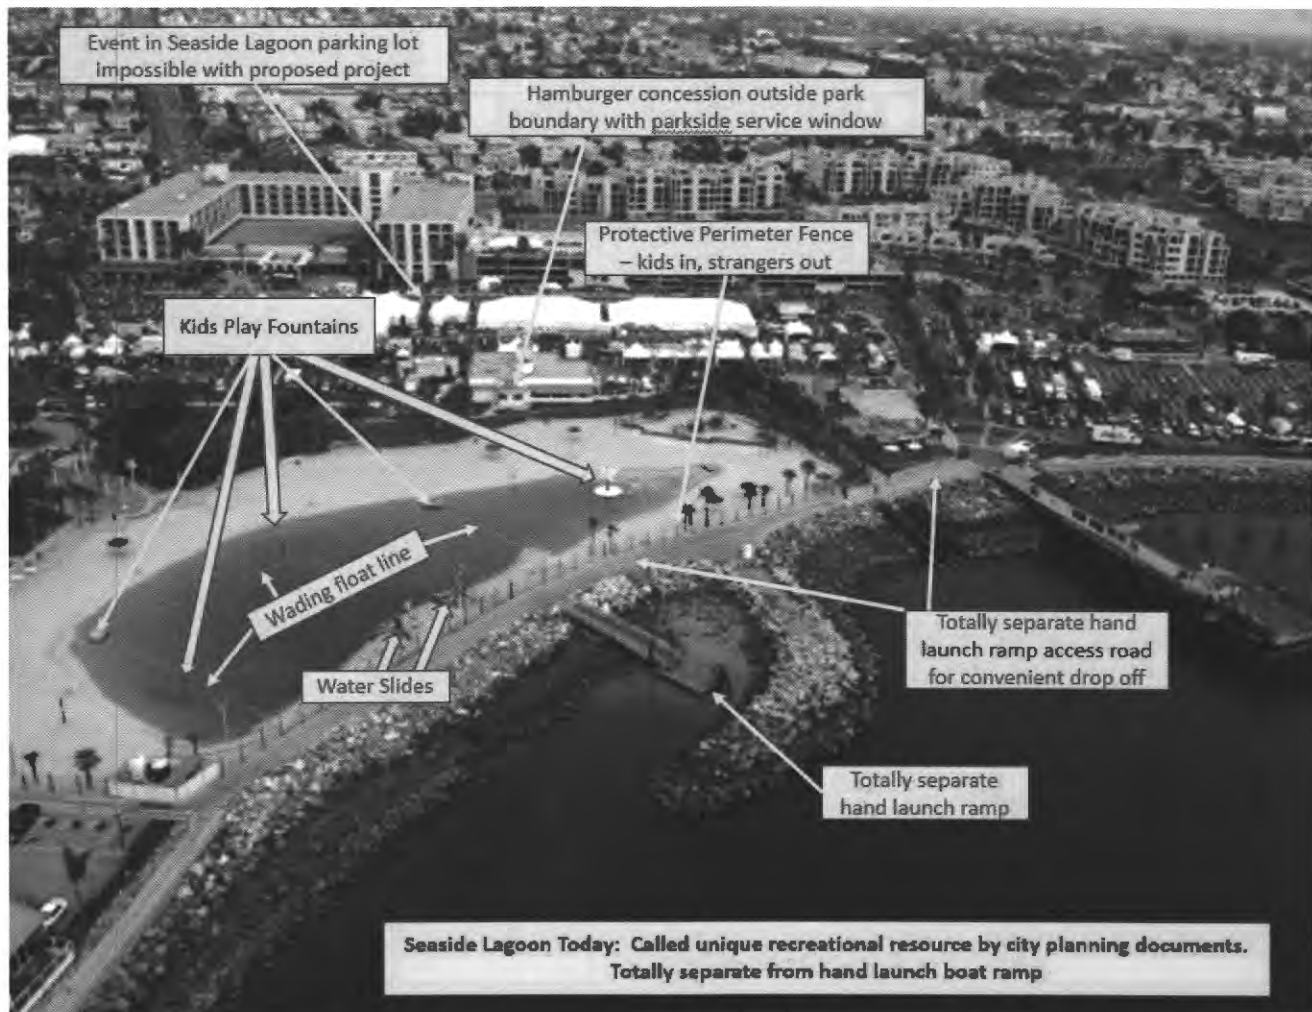 Event in Seaside Lagoon parking lot
impossible with proposed project
Hamburger concession outside park
boundary with parkside service window
Protective Perimeter Fence
– kids in, strangers out
Kids Play Fountains
Wading float line
Water Slides
Totally separate hand
launch ramp access road
for convenient drop off
Totally separate
hand launch ramp
Seaside Lagoon Today: Called unique recreational resource by city planning documents.
Totally separate from hand launch boat ramp